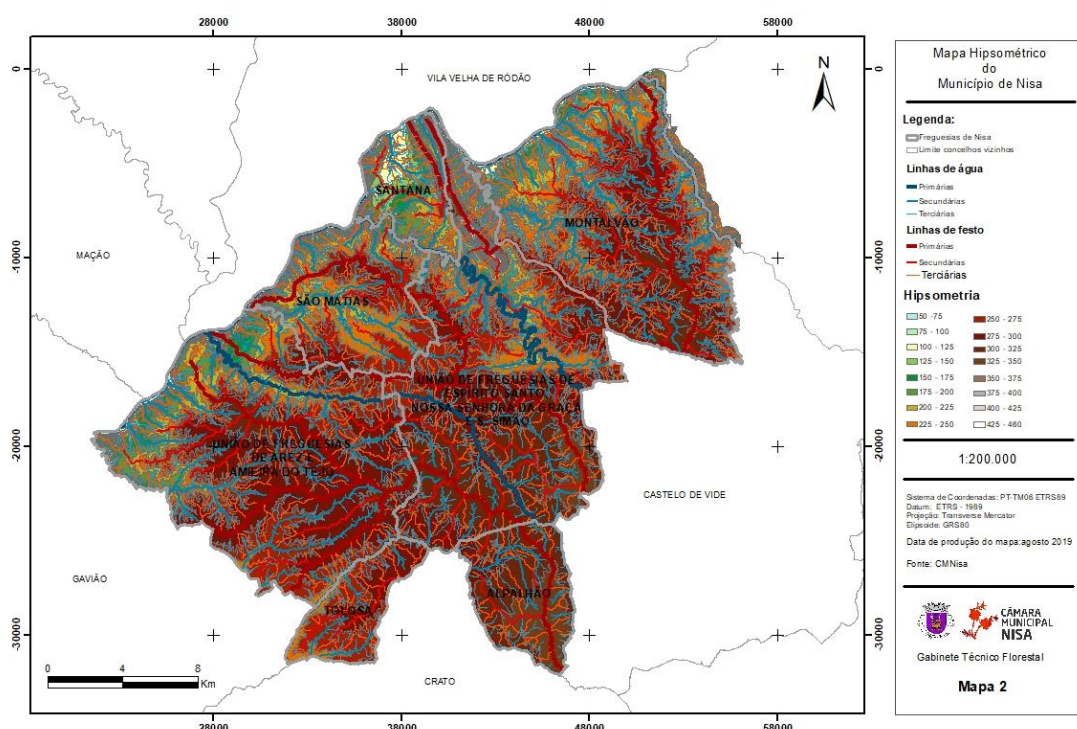 28000 38000 48000 58000
0 0
VILA VELHA DE RÓDÃO
N
SANTANA
MONTALVÃO
MAÇÃO
-10000 -10000
SÃO MATIAS
UNIÃO DE FREGUESIAS DE
ESPÍRITO SANTO,
NOSSA SENHORA DA GRAÇA
E S. SIMÃO
UNIÃO DE FREGUESIAS
DE AREZ E
AMIEIRA DO TEJO
-20000 -20000
CASTELO DE VIDE
GAVIÃO
ALPALHÃO
TOLOSA
-30000 -30000
0 4 8
Km
CRATO
28000 38000 48000 58000
Mapa Hipsométrico
do
Município de Nisa
Legenda:
Freguesias de Nisa
Limite concelhos vizinhos
Linhas de água
Primárias
Secundárias
Terciárias
Linhas de festo
Primárias
Secundárias
Terciárias
Hipsometria
50 -75
75 - 100
100 - 125
125 - 150
150 - 175
175 - 200
200 - 225
225 - 250
250 - 275
275 - 300
300 - 325
325 - 350
350 - 375
375 - 400
400 - 425
425 - 460
1:200.000
Sistema de Coordenadas: PT-TM06 ETRS89
Datum: ETRS - 1989
Projeção: Transverse Mercator
Elipsoide: GRS80
Data de produção do mapa:agosto 2019
Fonte: CMNisa
CÂMARA
MUNICIPAL
NISA
Gabinete Técnico Florestal
Mapa 2